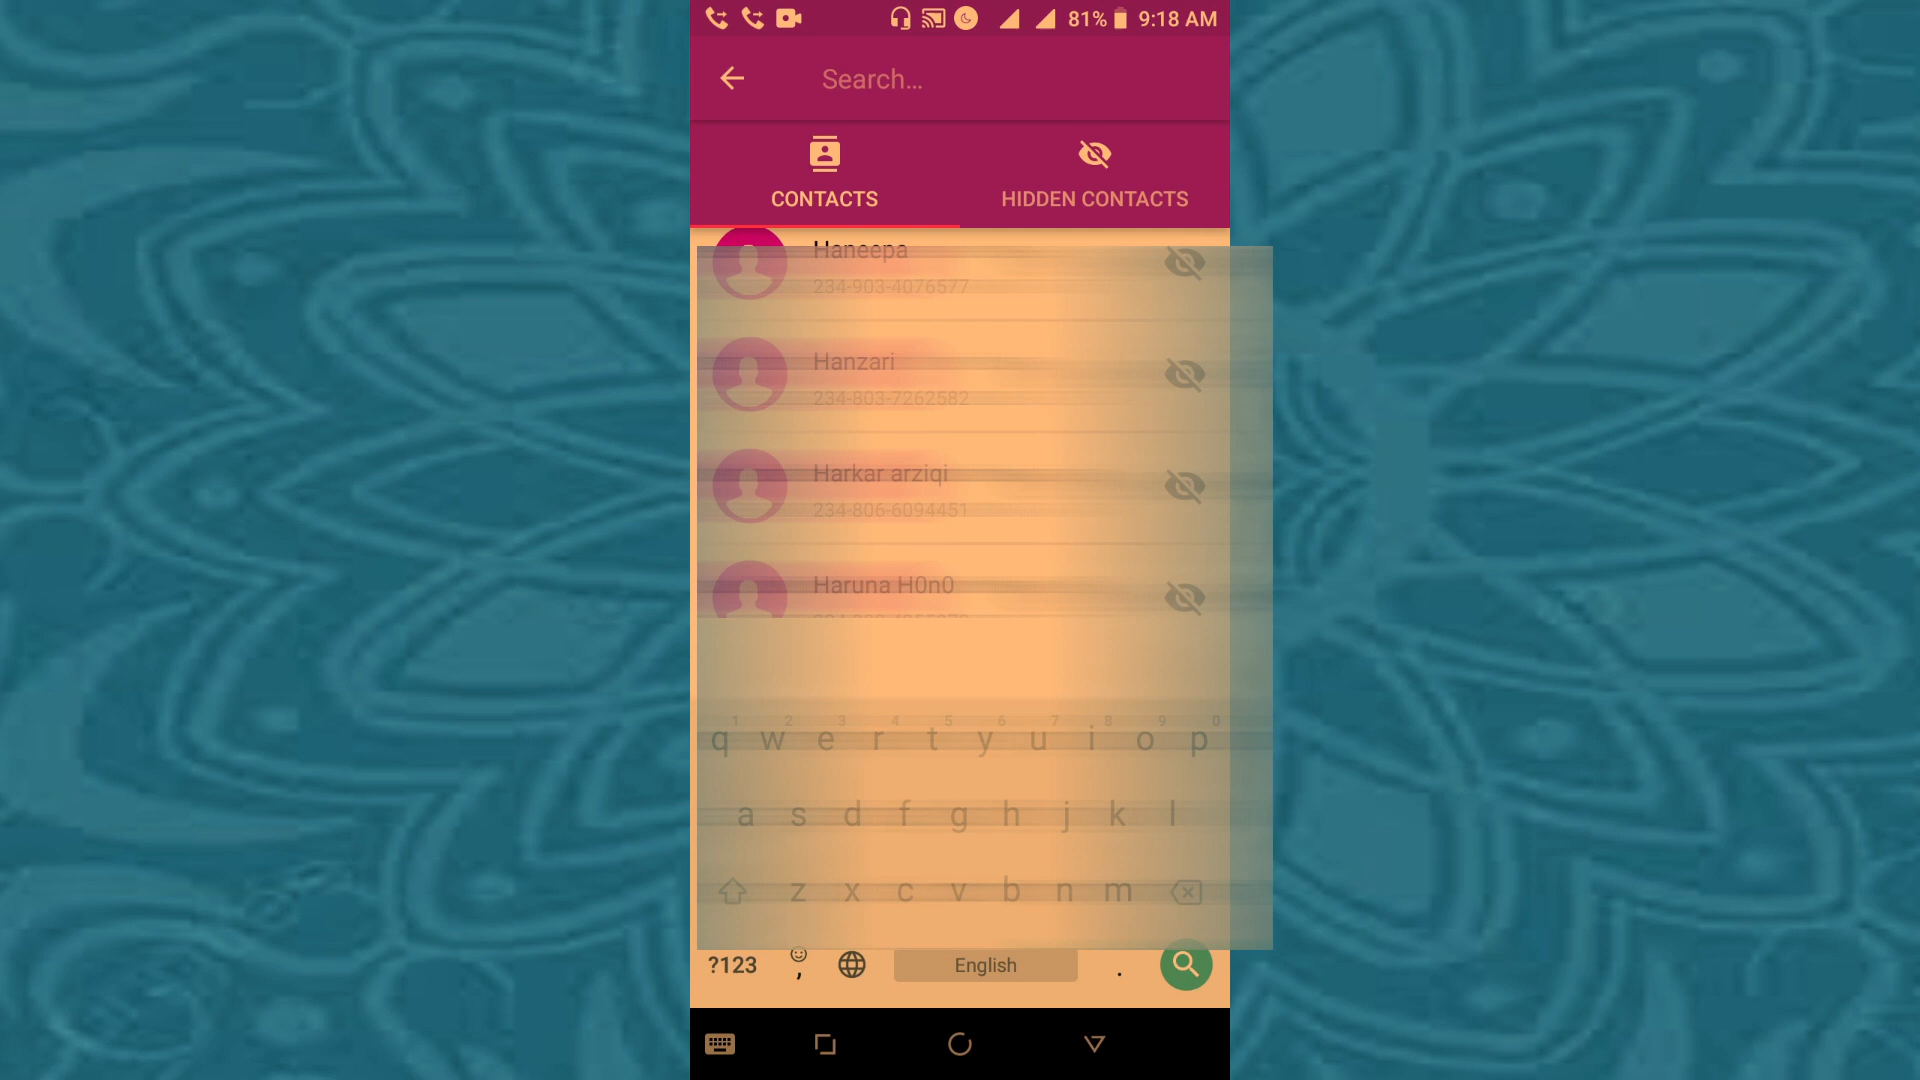 81% 9:18 AM
Search...
CONTACTS HIDDEN CONTACTS
Haneepa
234-903-4076577
Hanzari
234-803-7262582
Harkar arziqi
234-806-6094451
Haruna H0n0
1 2 3 4 5 6 7 8 9 0
q w e r t y u i o p
a s d f g h j k l
z x c v b n m
?123 , English .